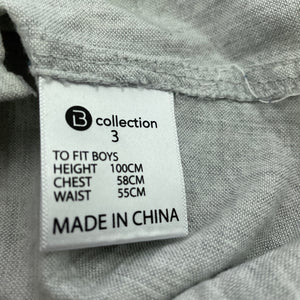 B collection
3
TO FIT BOYS
HEIGHT 100CM
CHEST 58CM
WAIST 55CM
MADE IN CHINA